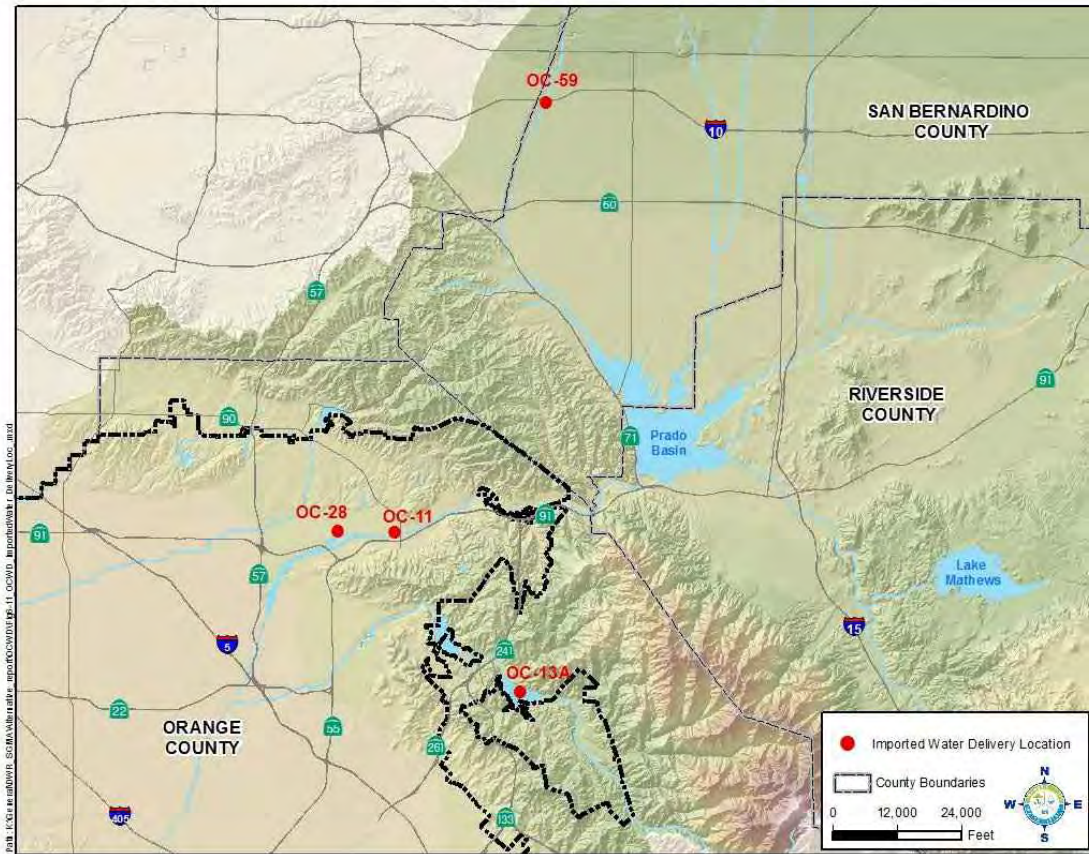 OC-59
SAN BERNARDINO
COUNTY
10
60
57
RIVERSIDE
COUNTY
91
90
71
Prado
Basin
OC-28
OC-11
91
91
57
Lake
Mathews
15
5
241
OC-13A
22
ORANGE
COUNTY
55
261
405
133
Imported Water Delivery Location
County Boundaries
0 12,000 24,000
Feet
N
W
E
S